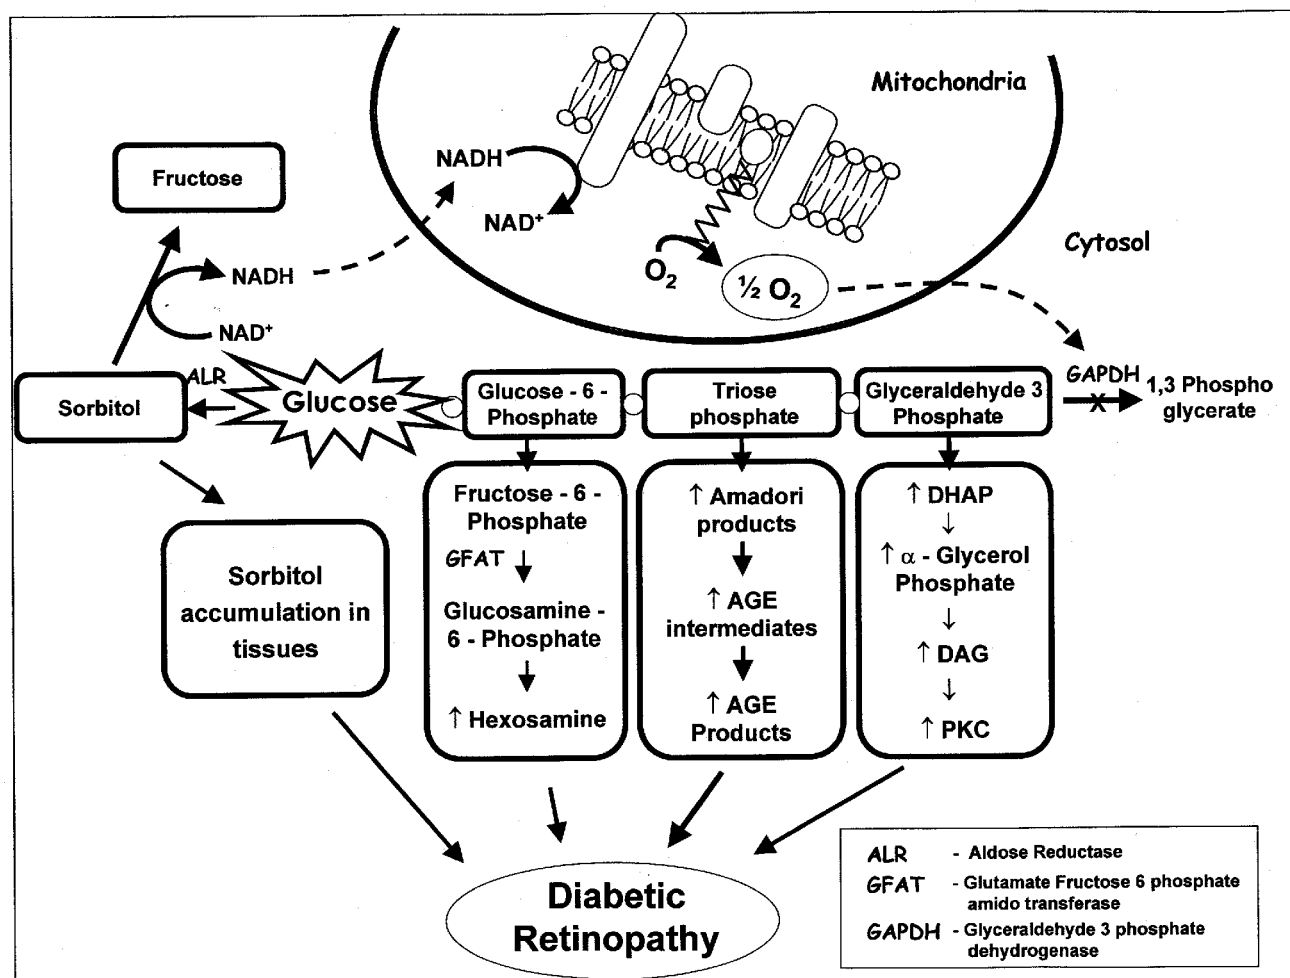 Mitochondria
Cytosol
NADH
NAD⁺
O₂
½ O₂
Fructose
NADH
NAD⁺
Sorbitol
ALR
Glucose
Glucose - 6 -
Phosphate
Triose
phosphate
Glyceraldehyde 3
Phosphate
GAPDH
X
1,3 Phospho
glycerate
Sorbitol
accumulation in
tissues
Fructose - 6 -
Phosphate
GFAT ↓
Glucosamine -
6 - Phosphate
↓
↑ Hexosamine
↑ Amadori
products
↑ AGE
intermediates
↑ AGE
Products
↑ DHAP
↓
↑ α - Glycerol
Phosphate
↓
↑ DAG
↓
↑ PKC
Diabetic
Retinopathy
ALR - Aldose Reductase
GFAT - Glutamate Fructose 6 phosphate
amido transferase
GAPDH - Glyceraldehyde 3 phosphate
dehydrogenase